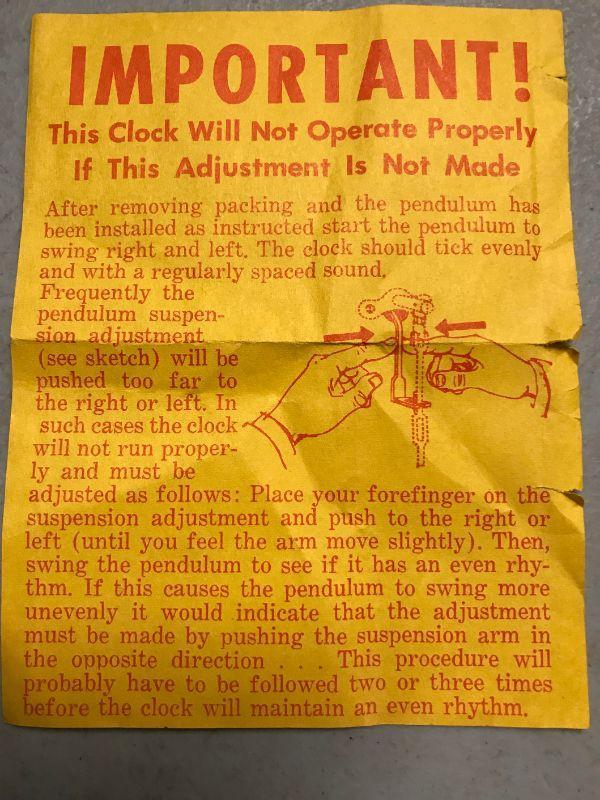 IMPORTANT!
This Clock Will Not Operate Properly
If This Adjustment Is Not Made
After removing packing and the pendulum has
been installed as instructed start the pendulum to
swing right and left. The clock should tick evenly
and with a regularly spaced sound.
Frequently the
pendulum suspen-
sion adjustment
(see sketch) will be
pushed too far to
the right or left. In
such cases the clock
will not run proper-
ly and must be
adjusted as follows: Place your forefinger on the
suspension adjustment and push to the right or
left (until you feel the arm move slightly). Then,
swing the pendulum to see if it has an even rhy-
thm. If this causes the pendulum to swing more
unevenly it would indicate that the adjustment
must be made by pushing the suspension arm in
the opposite direction . . . This procedure will
probably have to be followed two or three times
before the clock will maintain an even rhythm.